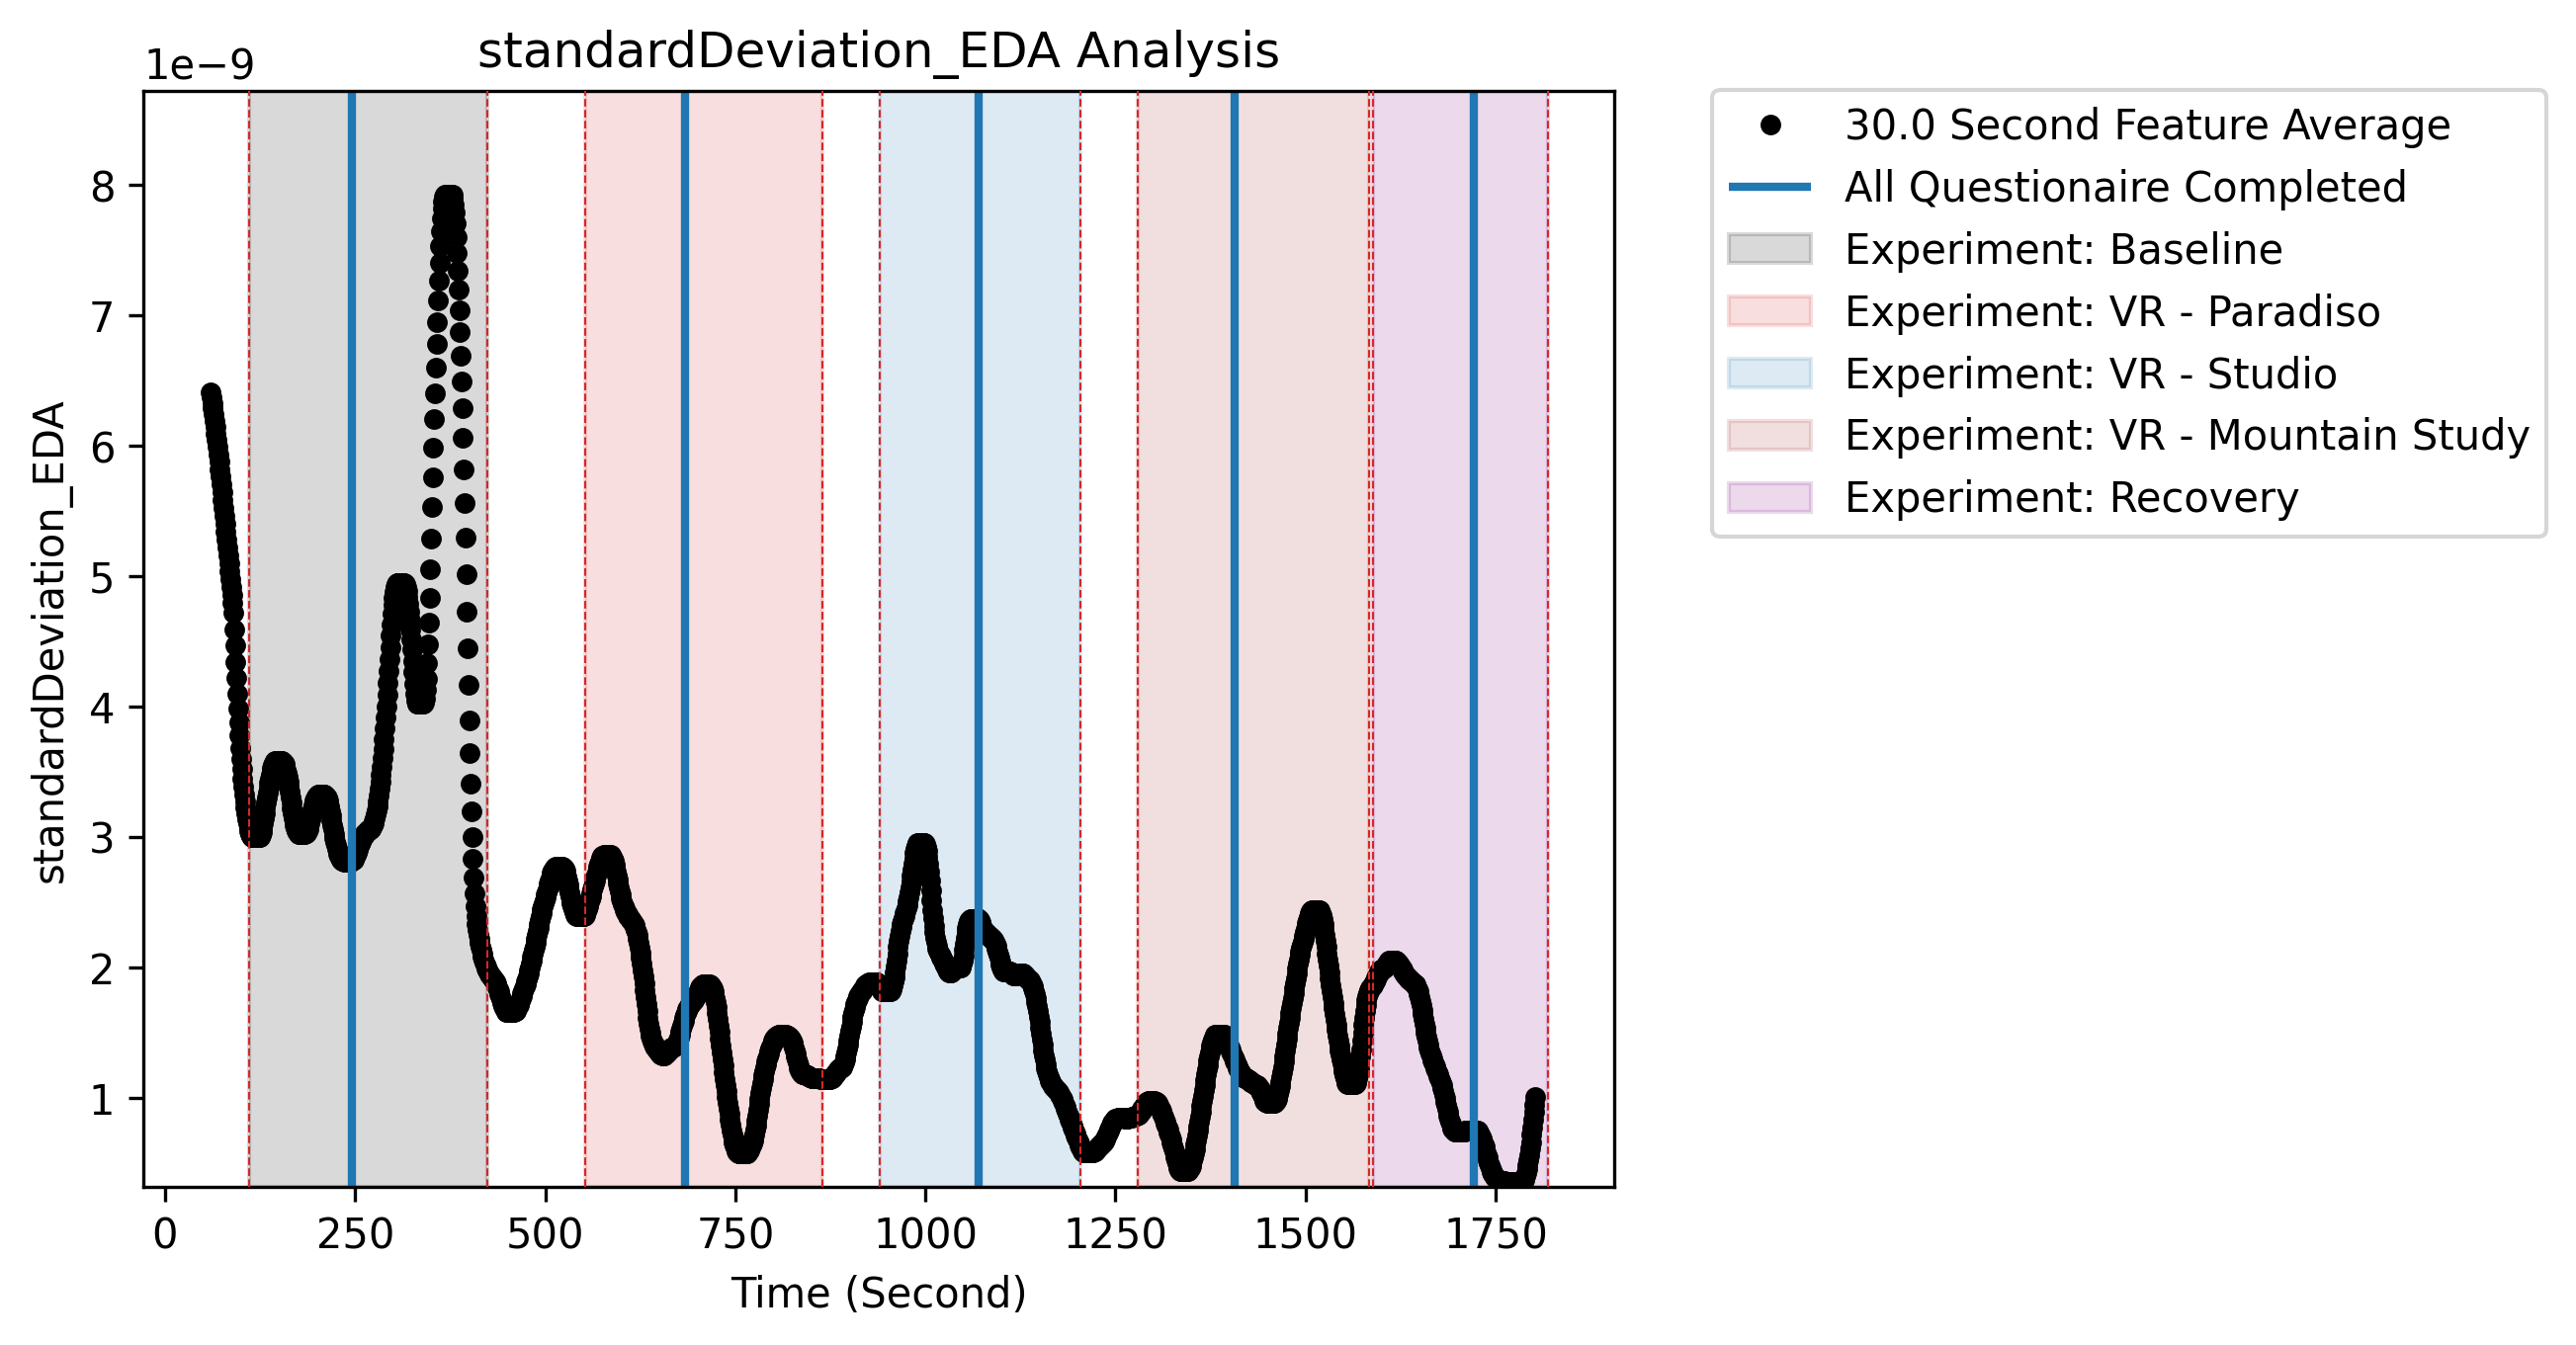 standardDeviation_EDA Analysis
1e−9
8
7
6
5
4
3
2
1
standardDeviation_EDA
0
250
500
750
1000
1250
1500
1750
Time (Second)
30.0 Second Feature Average
All Questionaire Completed
Experiment: Baseline
Experiment: VR - Paradiso
Experiment: VR - Studio
Experiment: VR - Mountain Study
Experiment: Recovery